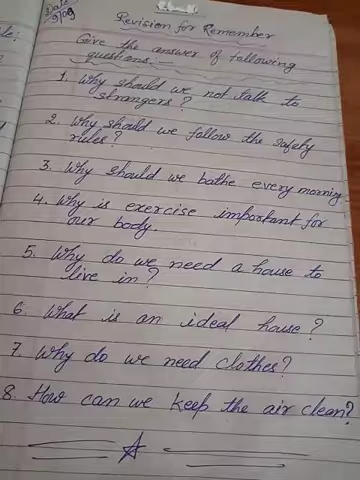 Date
9/09
Revision for Remember
Give the answer of following
questions:-
1. Why should we not talk to
strangers?
2. Why should we follow the safety
rules?
3. Why should we bathe every morning.
4. Why is exercise important for
our body.
5. Why do we need a house to
live in?
6. What is an ideal house?
7. Why do we need clothes?
8. How can we keep the air clean?